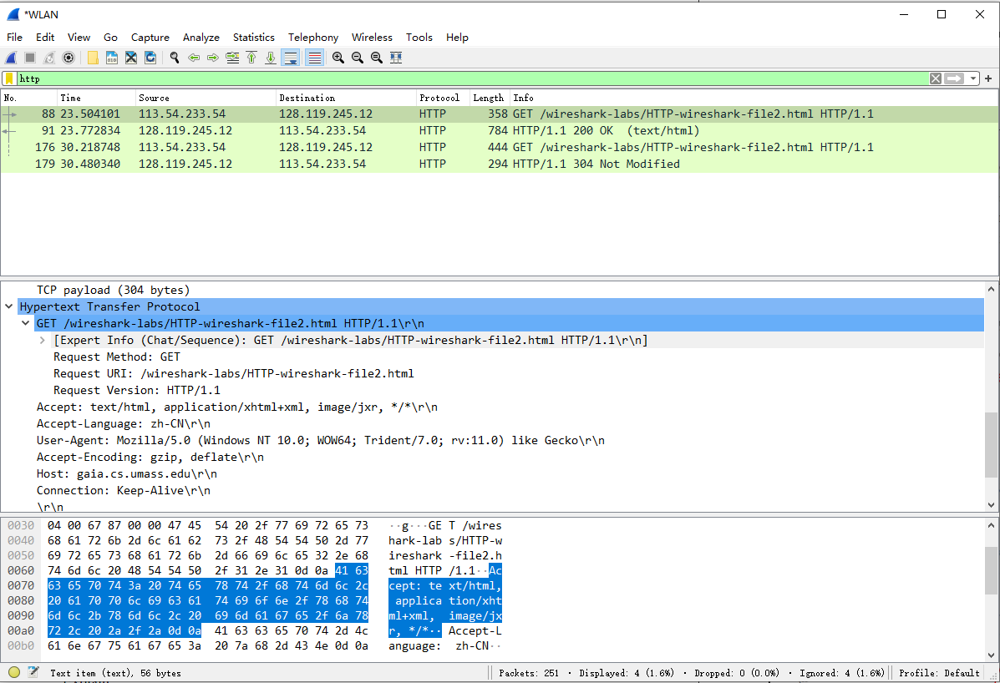 *WLAN
File Edit View Go Capture Analyze Statistics Telephony Wireless Tools Help
http
No. Time Source Destination Protocol Length Info
88 23.504101 113.54.233.54 128.119.245.12 HTTP 358 GET /wireshark-labs/HTTP-wireshark-file2.html HTTP/1.1
91 23.772834 128.119.245.12 113.54.233.54 HTTP 784 HTTP/1.1 200 OK (text/html)
176 30.218748 113.54.233.54 128.119.245.12 HTTP 444 GET /wireshark-labs/HTTP-wireshark-file2.html HTTP/1.1
179 30.480340 128.119.245.12 113.54.233.54 HTTP 294 HTTP/1.1 304 Not Modified
TCP payload (304 bytes)
Hypertext Transfer Protocol
GET /wireshark-labs/HTTP-wireshark-file2.html HTTP/1.1\r\n
[Expert Info (Chat/Sequence): GET /wireshark-labs/HTTP-wireshark-file2.html HTTP/1.1\r\n]
Request Method: GET
Request URI: /wireshark-labs/HTTP-wireshark-file2.html
Request Version: HTTP/1.1
Accept: text/html, application/xhtml+xml, image/jxr, */*\r\n
Accept-Language: zh-CN\r\n
User-Agent: Mozilla/5.0 (Windows NT 10.0; WOW64; Trident/7.0; rv:11.0) like Gecko\r\n
Accept-Encoding: gzip, deflate\r\n
Host: gaia.cs.umass.edu\r\n
Connection: Keep-Alive\r\n
\r\n
0030 04 00 67 87 00 00 47 45 54 20 2f 77 69 72 65 73 ··g···GE T /wires
0040 68 61 72 6b 2d 6c 61 62 73 2f 48 54 54 50 2d 77 hark-lab s/HTTP-w
0050 69 72 65 73 68 61 72 6b 2d 66 69 6c 65 32 2e 68 ireshark -file2.h
0060 74 6d 6c 20 48 54 54 50 2f 31 2e 31 0d 0a 41 63 tml HTTP /1.1··Ac
0070 63 65 70 74 3a 20 74 65 78 74 2f 68 74 6d 6c 2c cept: te xt/html,
0080 20 61 70 70 6c 69 63 61 74 69 6f 6e 2f 78 68 74 applica tion/xht
0090 6d 6c 2b 78 6d 6c 2c 20 69 6d 61 67 65 2f 6a 78 ml+xml, image/jx
00a0 72 2c 20 2a 2f 2a 0d 0a 41 63 63 65 70 74 2d 4c r, */*·· Accept-L
00b0 61 6e 67 75 61 67 65 3a 20 7a 68 2d 43 4e 0d 0a anguage: zh-CN··
Text item (text), 56 bytes Packets: 251 · Displayed: 4 (1.6%) · Dropped: 0 (0.0%) · Ignored: 4 (1.6%) Profile: Default